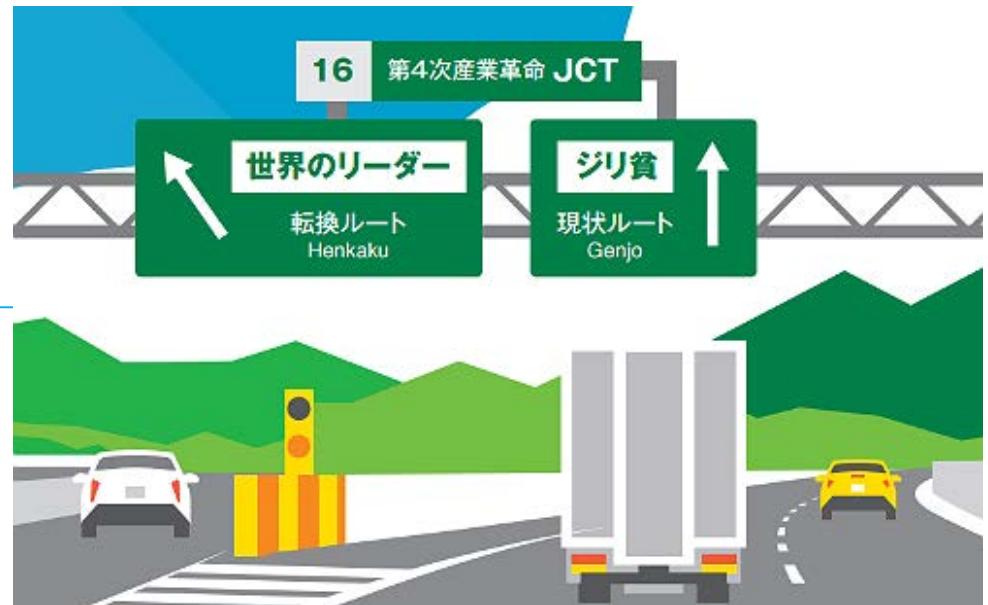 16 第4次産業革命 JCT
世界のリーダー
転換ルート
Henkaku
ジリ貧
現状ルート
Genjo